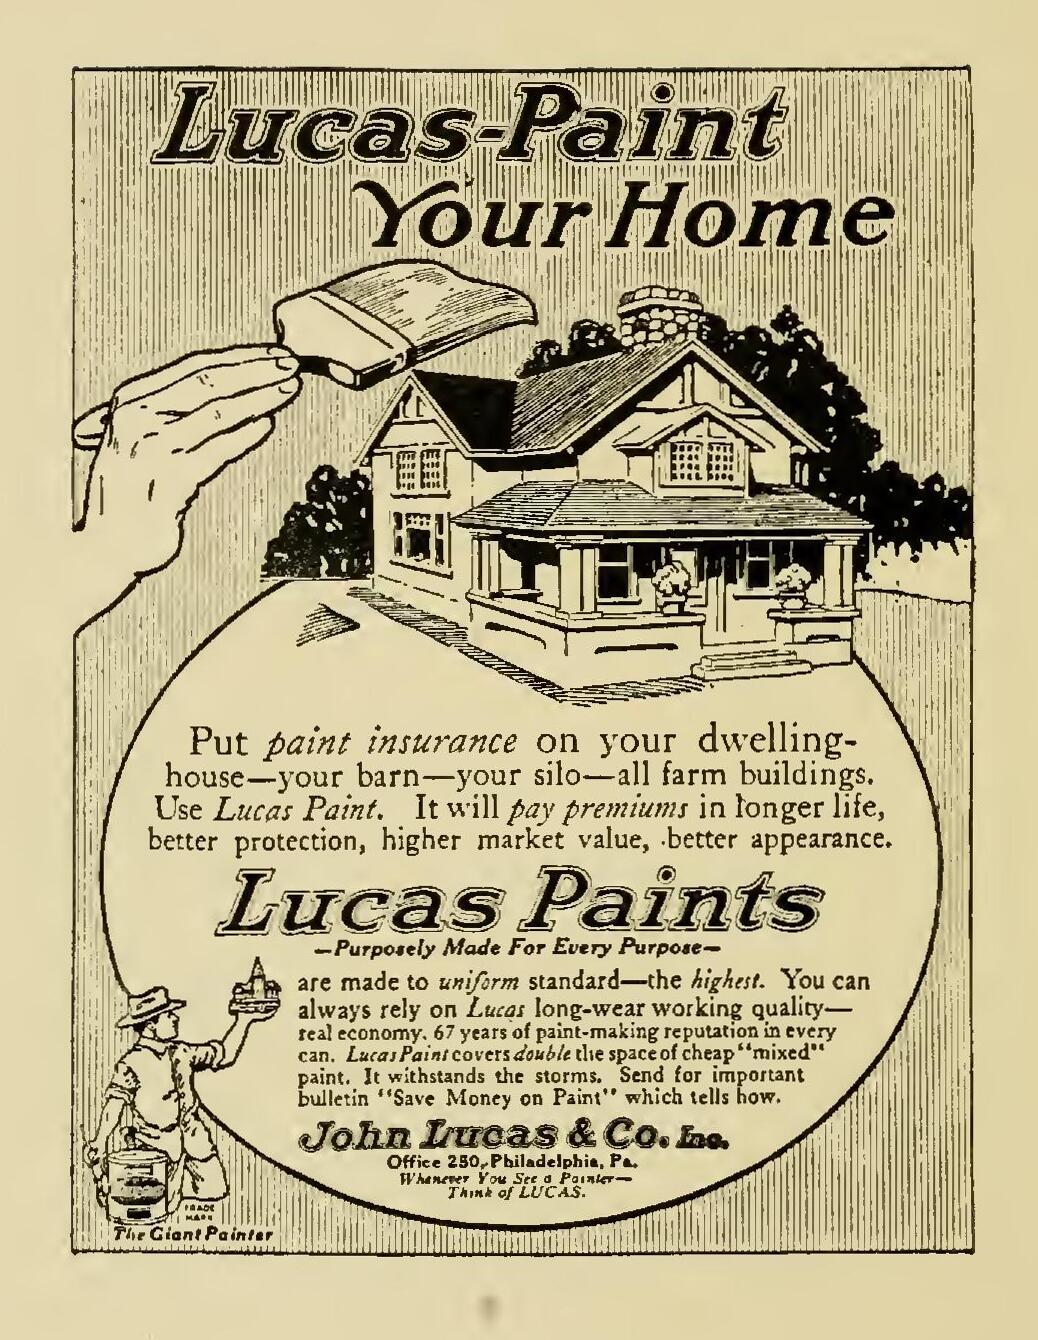 Lucas-Paint
Your Home
Put paint insurance on your dwelling-
house—your barn—your silo—all farm buildings.
Use Lucas Paint. It will pay premiums in longer life,
better protection, higher market value, better appearance.
Lucas Paints
—Purposely Made For Every Purpose—
are made to uniform standard—the highest. You can
always rely on Lucas long-wear working quality—
real economy. 67 years of paint-making reputation in every
can. Lucas Paint covers double the space of cheap "mixed"
paint. It withstands the storms. Send for important
bulletin "Save Money on Paint" which tells how.
John Lucas & Co. Inc.
Office 250, Philadelphia, Pa.
Whenever You See a Painter—
Think of LUCAS.
TRADE
MARK
The Giant Painter